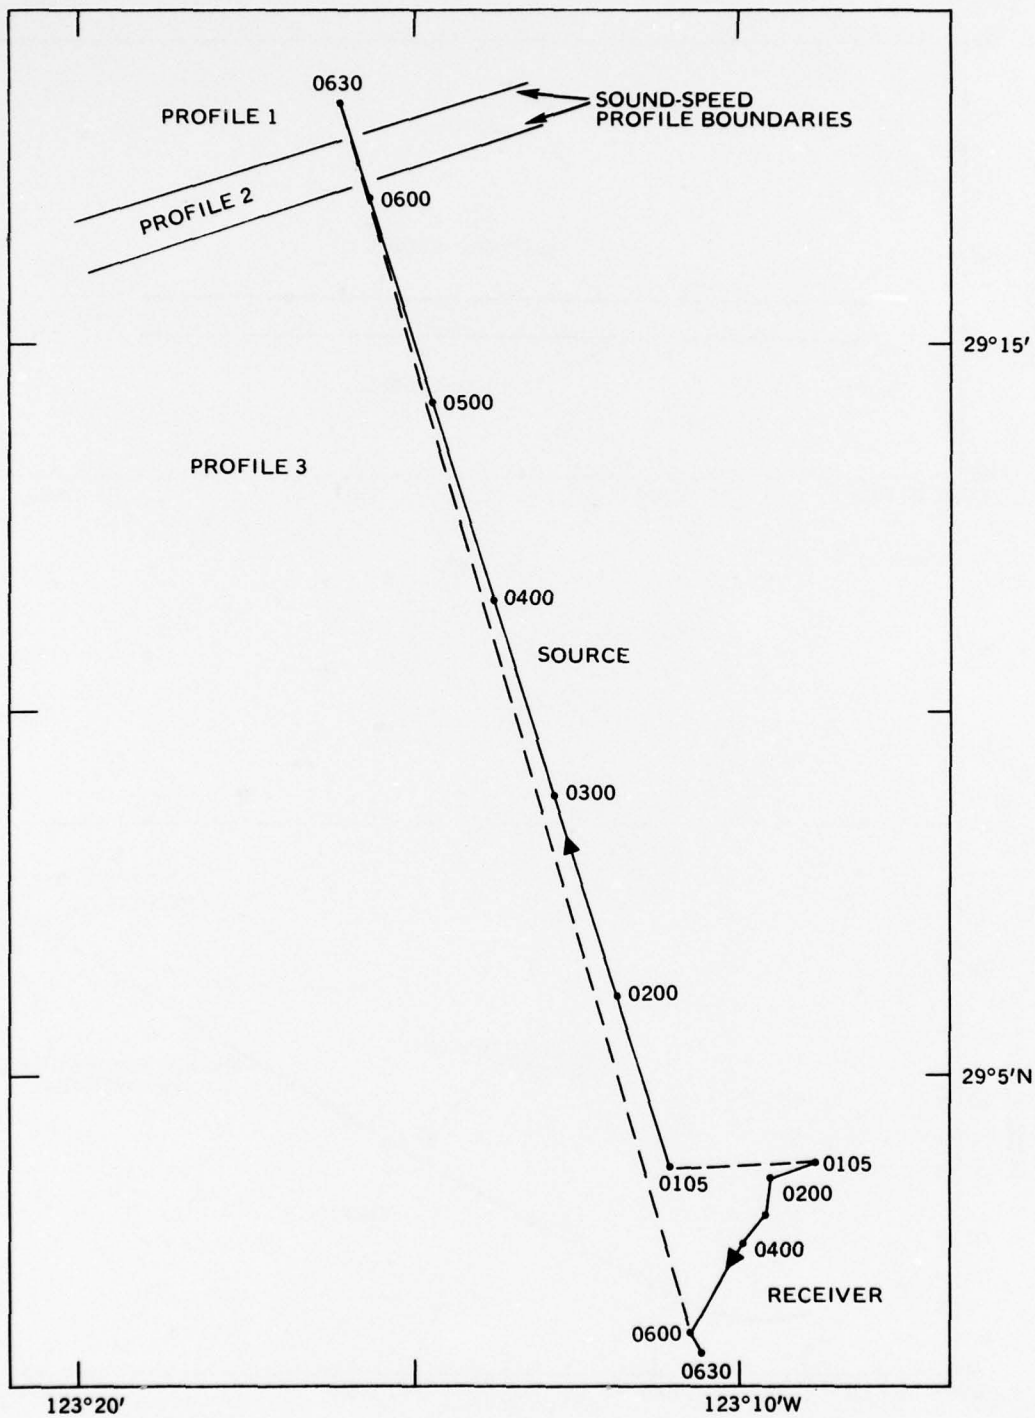 0630
PROFILE 1
SOUND-SPEED
PROFILE BOUNDARIES
PROFILE 2
0600
29°15'
0500
PROFILE 3
0400
SOURCE
0300
0200
29°5'N
0105
0105
0200
0400
RECEIVER
0600
0630
123°20'
123°10'W